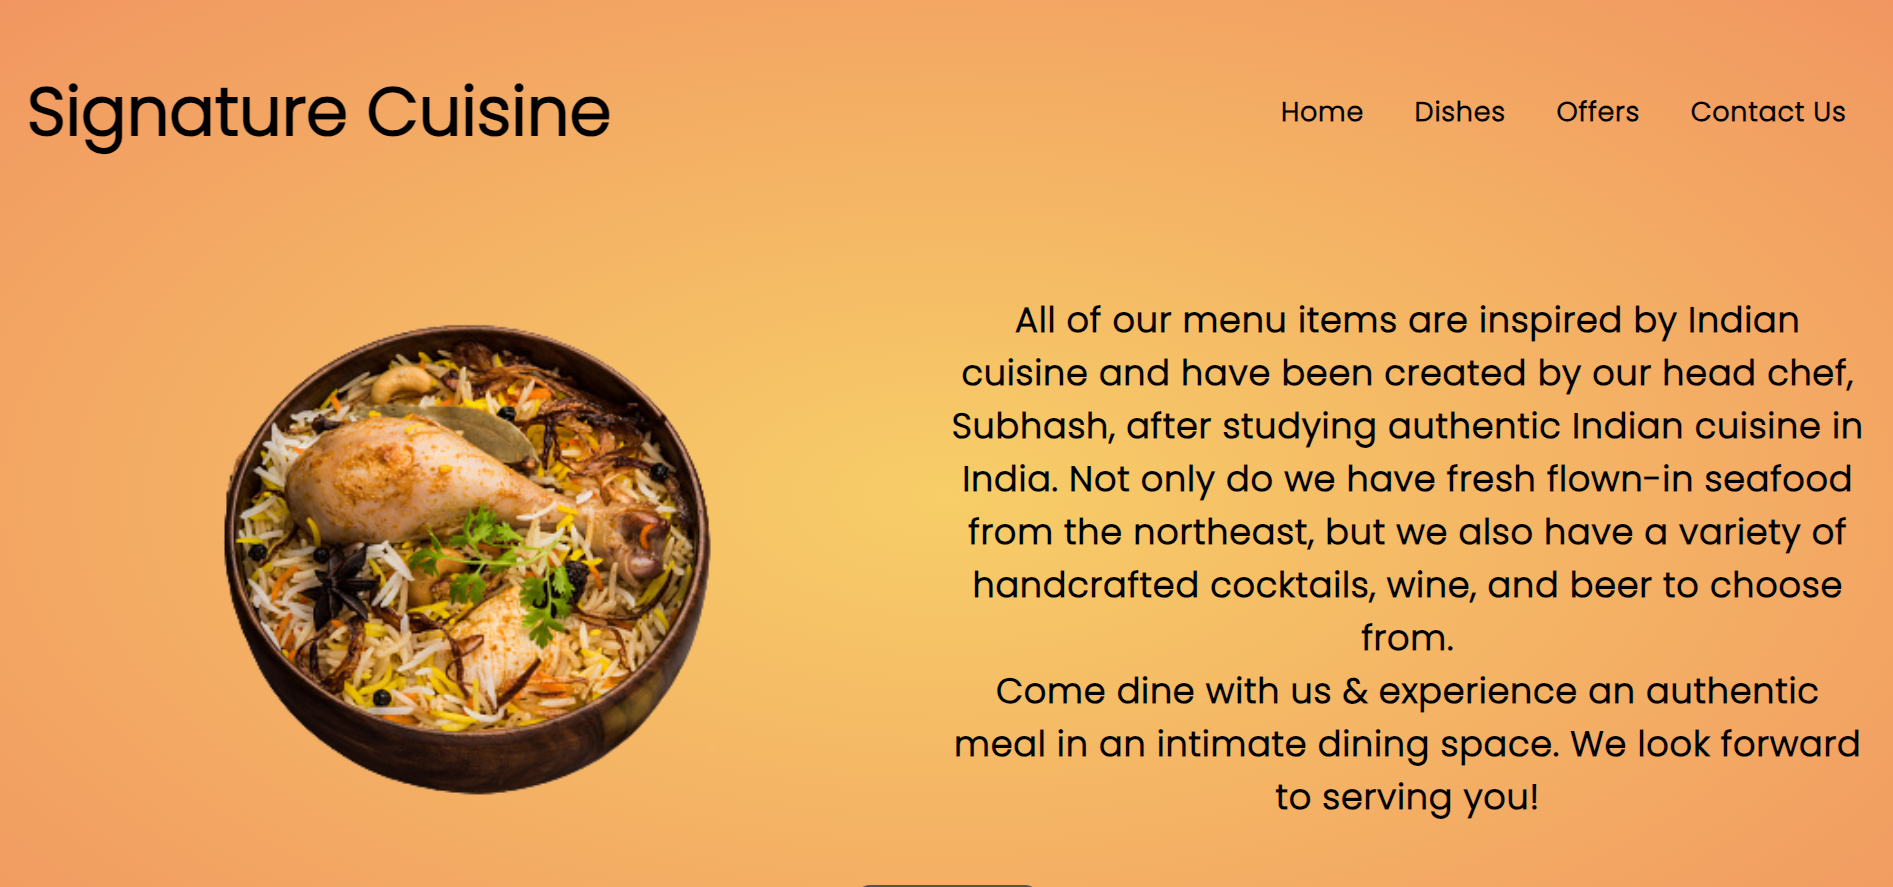 Signature Cuisine
Home Dishes Offers Contact Us
All of our menu items are inspired by Indian
cuisine and have been created by our head chef,
Subhash, after studying authentic Indian cuisine in
India. Not only do we have fresh flown-in seafood
from the northeast, but we also have a variety of
handcrafted cocktails, wine, and beer to choose
from.
Come dine with us & experience an authentic
meal in an intimate dining space. We look forward
to serving you!